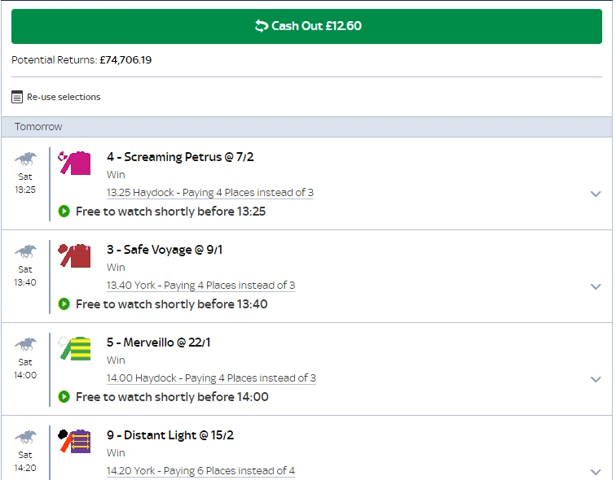 Cash Out £12.60
Potential Returns: £74,706.19
Re-use selections
Tomorrow
Sat
13:25
4 - Screaming Petrus @ 7/2
Win
13.25 Haydock - Paying 4 Places instead of 3
Free to watch shortly before 13:25
Sat
13:40
3 - Safe Voyage @ 9/1
Win
13.40 York - Paying 4 Places instead of 3
Free to watch shortly before 13:40
Sat
14:00
5 - Merveillo @ 22/1
Win
14.00 Haydock - Paying 4 Places instead of 3
Free to watch shortly before 14:00
Sat
14:20
9 - Distant Light @ 15/2
Win
14.20 York - Paying 6 Places instead of 4